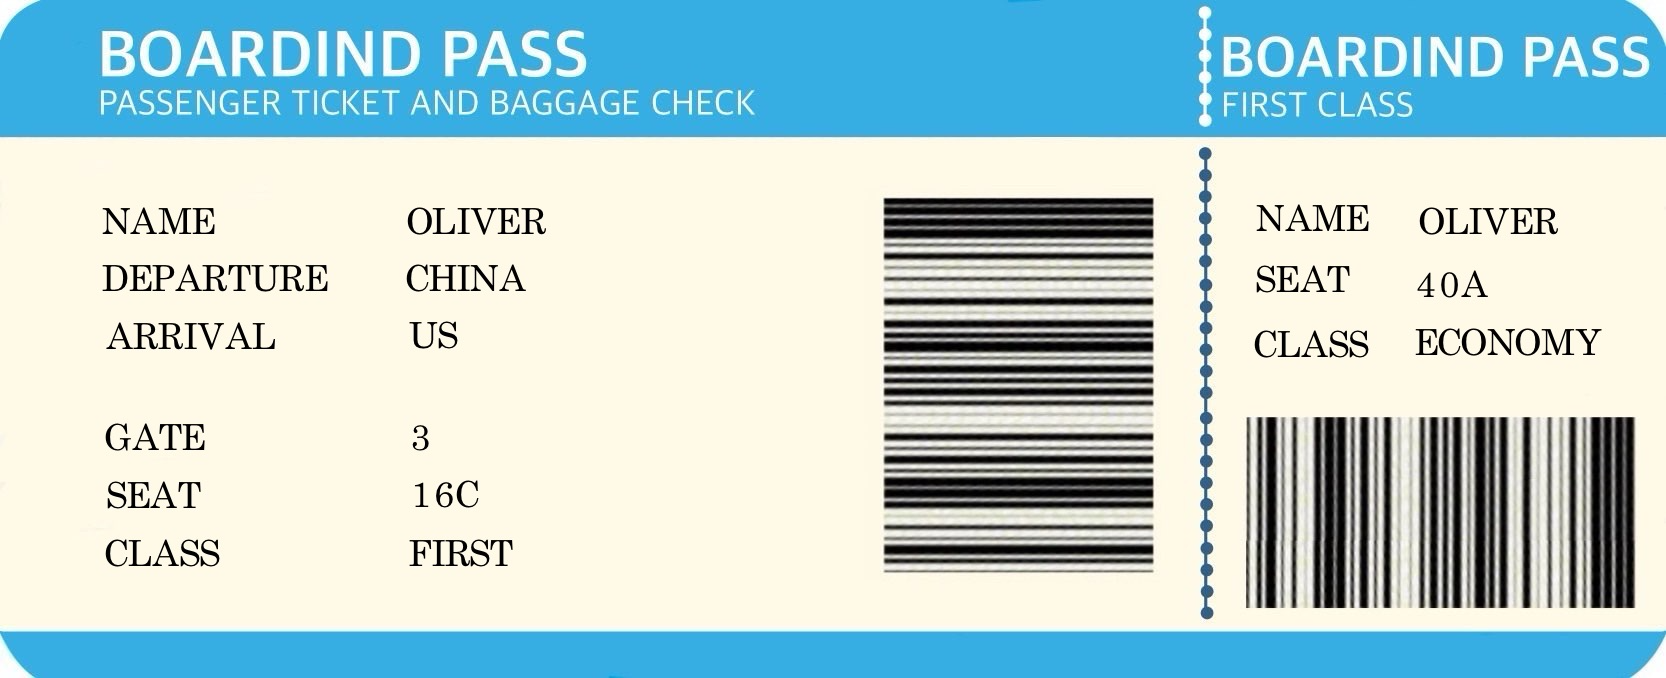 BOARDIND PASS
PASSENGER TICKET AND BAGGAGE CHECK
NAME OLIVER
DEPARTURE CHINA
ARRIVAL US
GATE 3
SEAT 16C
CLASS FIRST
BOARDIND PASS
FIRST CLASS
NAME OLIVER
SEAT 40A
CLASS ECONOMY